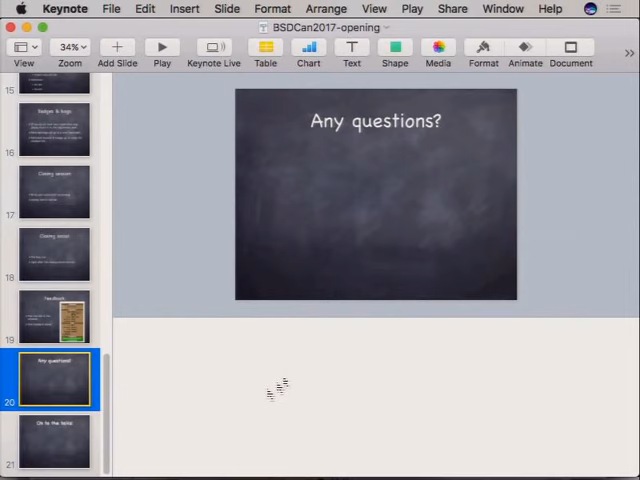 Keynote File Edit Insert Slide Format Arrange View Play Share Window Help
BSDCan2017-opening
34%
View Zoom Add Slide Play Keynote Live Table Chart Text Shape Media Format Animate Document
15
Badges & bags
16
Closing session
17
Closing social
18
Feedback
19
Any questions?
20
On to the talks!
21
Any questions?